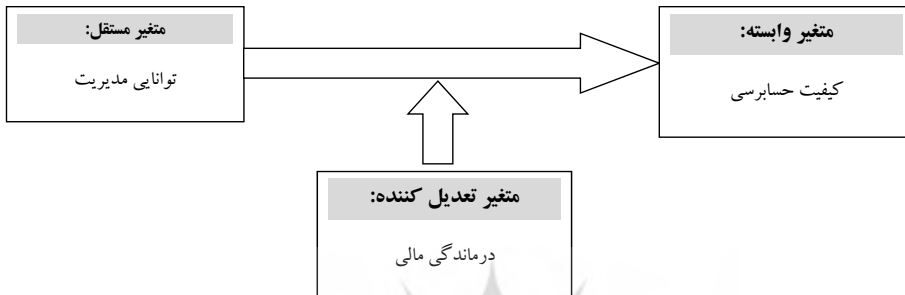 متغیر وابسته:
کیفیت حسابرسی
متغیر مستقل:
توانایی مدیریت
متغیر تعدیل کننده:
درماندگی مالی